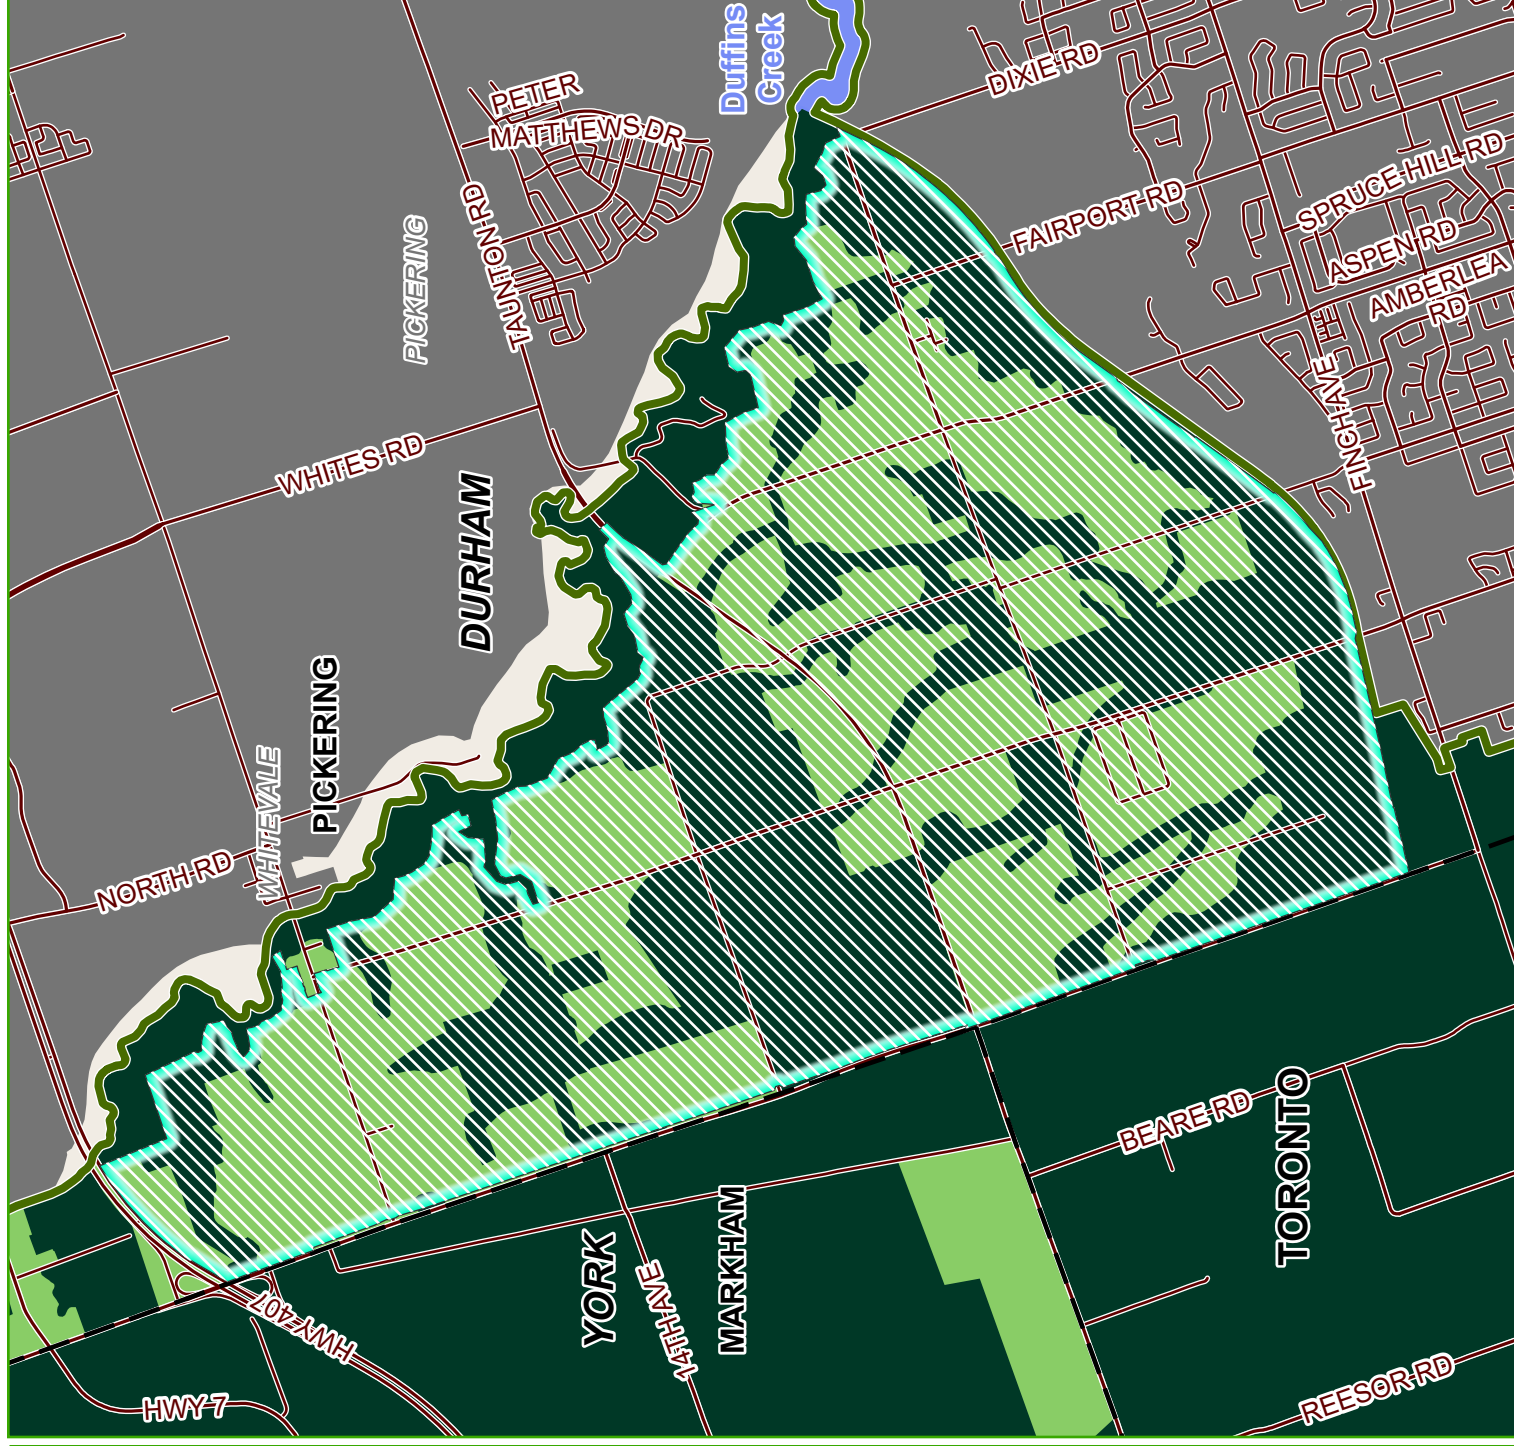 Duffins
Creek
DIXIE RD
PETER
MATTHEWS DR
SPRUCE HILL RD
FAIRPORT RD
TAUNTON RD
PICKERING
ASPEN RD
AMBERLEA
RD
FINCH AVE
WHITES RD
DURHAM
PICKERING
WHITEVALE
NORTH RD
BEARE RD
TORONTO
YORK
MARKHAM
14TH AVE
HWY 407
HWY 7
REESOR RD